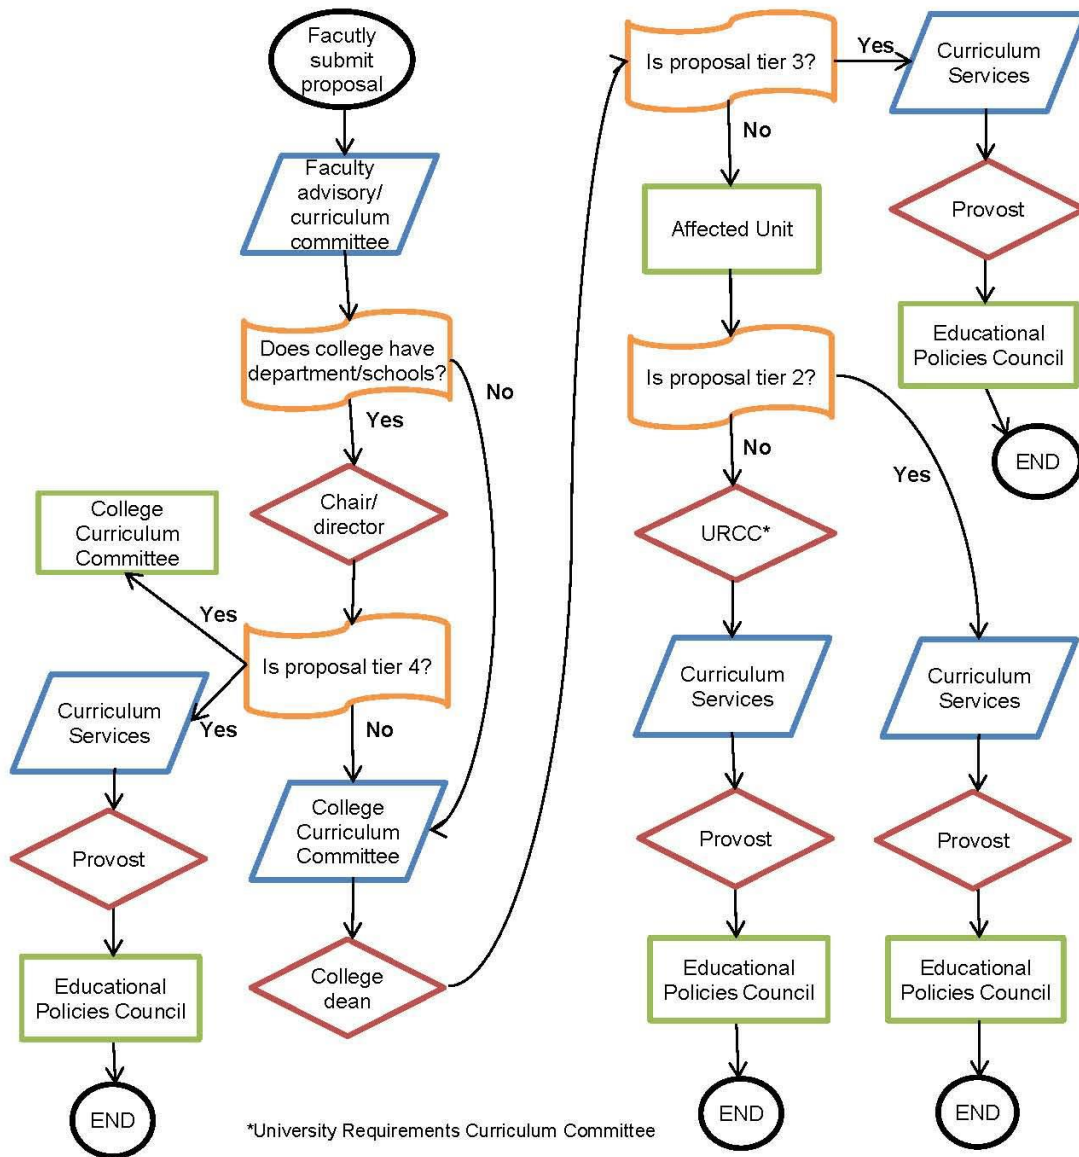 Facutly
submit
proposal
Faculty
advisory/
curriculum
committee
Does college have
department/schools?
No
Yes
Chair/
director
College
Curriculum
Committee
Yes
Is proposal tier 4?
Yes
No
Curriculum
Services
College
Curriculum
Committee
Provost
College
dean
Educational
Policies Council
END
*University Requirements Curriculum Committee
Is proposal tier 3?
Yes
Curriculum
Services
No
Provost
Affected Unit
Educational
Policies Council
END
Is proposal tier 2?
No
Yes
URCC*
Curriculum
Services
Provost
Educational
Policies Council
END
Curriculum
Services
Provost
Educational
Policies Council
END